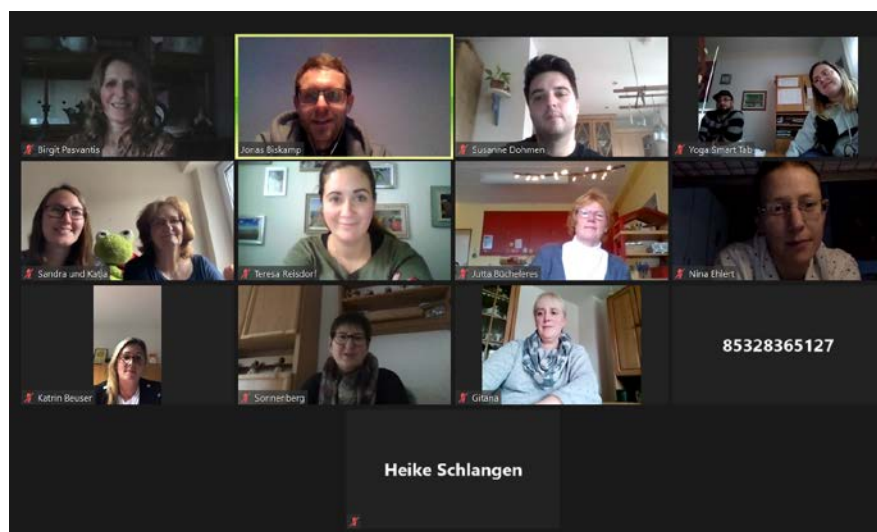 Birgit Pasvantis
Jonas Biskamp
Susanne Dohmen
Yoga Smart Tab
Sandra und Katja
Teresa Reisdorf
Jutta Bücheleres
Nina Ehlert
Katrin Beuser
Sonnenberg
Gitana
85328365127
Heike Schlangen